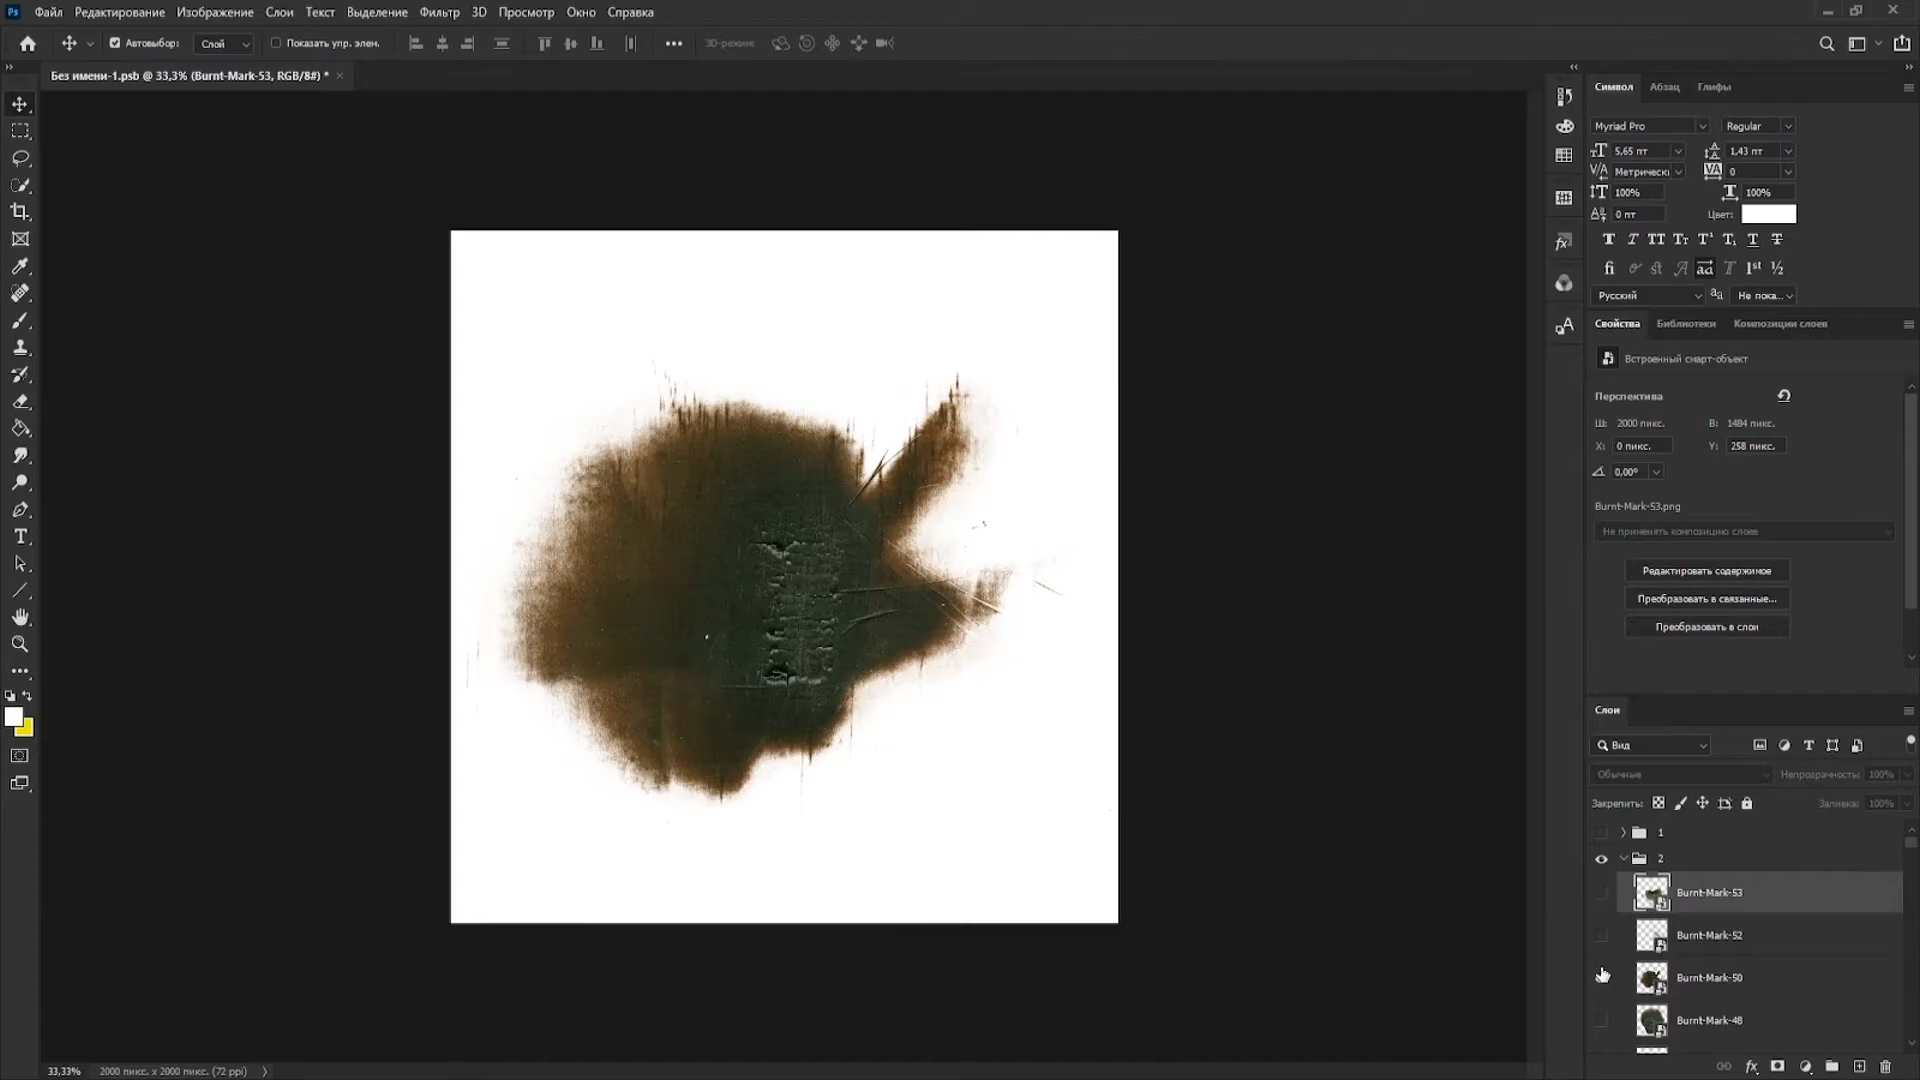 Ps Файл Редактирование Изображение Слои Текст Выделение Фильтр 3D Просмотр Окно Справка
Автовыбор: Слой Показать упр. элем. 3D-режим:
Без имени-1.psb @ 33,3% (Burnt-Mark-53, RGB/8#) *
Символ Абзац Глифы
Myriad Pro Regular
5,65 пт 1,43 пт
Метрически 0
100% 100%
0 пт Цвет:
Русский Не пока...
Свойства Библиотеки Композиции слоев
Встроенный смарт-объект
Перспектива
Ш: 2000 пикс. В: 1484 пикс.
X: 0 пикс. Y: 258 пикс.
0,00°
Burnt-Mark-53.png
Не применять композицию слоев
Редактировать содержимое
Преобразовать в связанные...
Преобразовать в слои
Слои
Вид
Обычные Непрозрачность: 100%
Закрепить: Заливка: 100%
1
2
Burnt-Mark-53
Burnt-Mark-52
Burnt-Mark-50
Burnt-Mark-48
33,33% 2000 пикс. x 2000 пикс. (72 ppi)